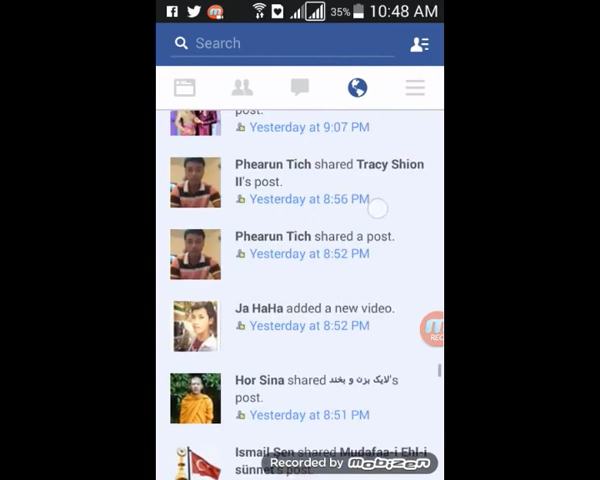 35% 10:48 AM
Search
post.
Yesterday at 9:07 PM
Phearun Tich shared Tracy Shion
II's post.
Yesterday at 8:56 PM
Phearun Tich shared a post.
Yesterday at 8:52 PM
Ja HaHa added a new video.
Yesterday at 8:52 PM
Hor Sina shared لایک بزن و بخند's
post.
Yesterday at 8:51 PM
Ismail Şen shared Mudafaa-i Ehl-i
sünnet's post.
Recorded by mobizen
REC